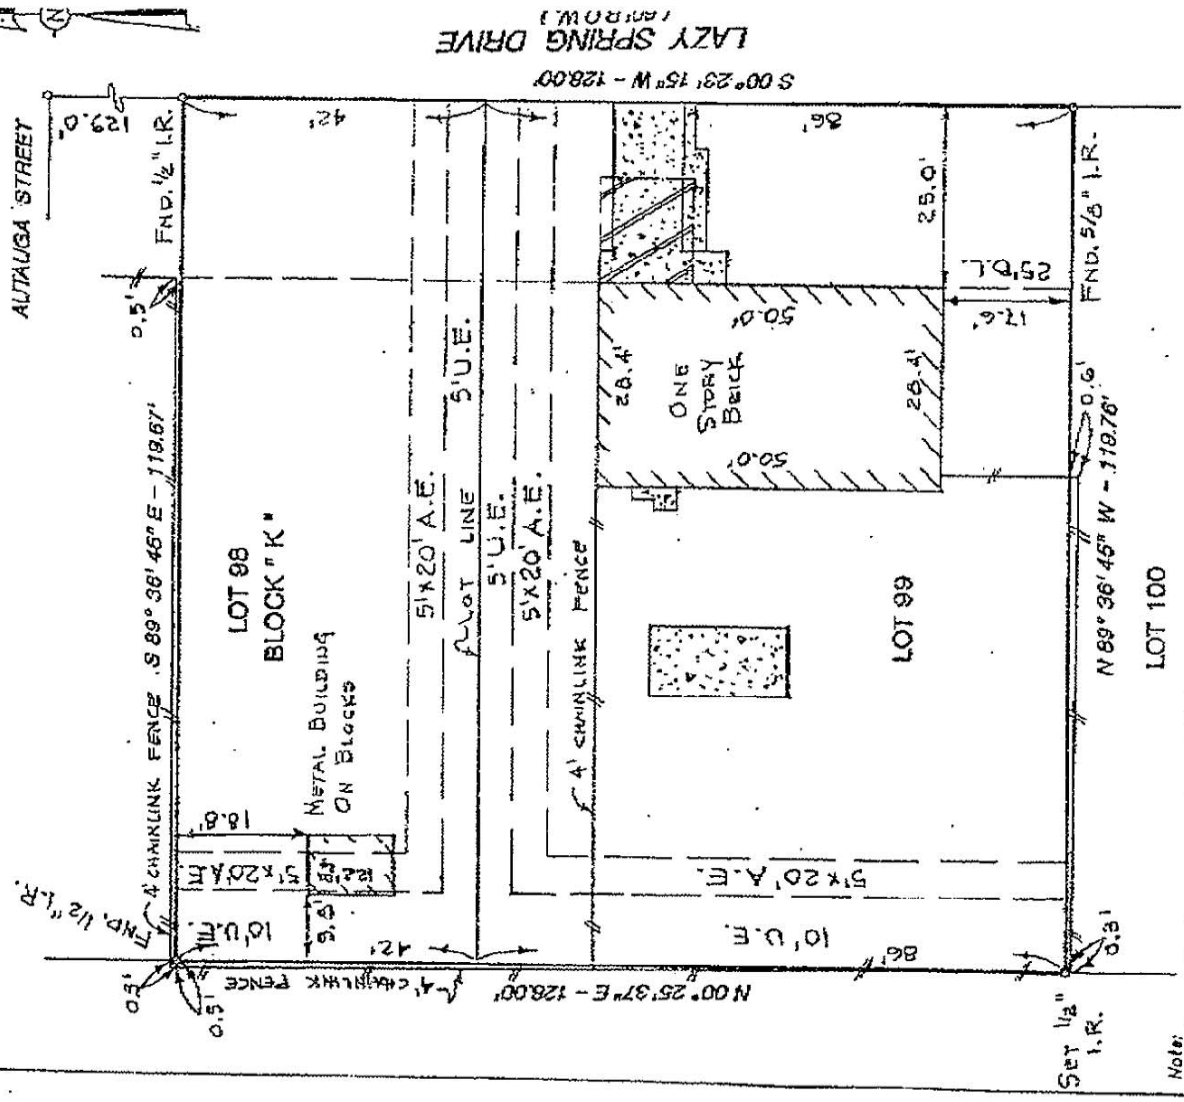 N
LAZY SPRING DRIVE
(60' R.O.W.)
S 00° 23' 15" W - 128.00'
AUTAUGA STREET
129.0'
FND. 1/2" I.R.
42'
86'
25.0'
25' B.L.
FND. 5/8" I.R.
0.5'
17.6'
50.0'
28.4'
ONE
STORY
BRICK
28.4'
50.0'
0.6'
5' U.E.
5' U.E.
5'x20' A.E.
5'x20' A.E.
LOT LINE
4' CHAINLINK FENCE
4' CHAINLINK FENCE
S 89° 36' 45" E - 119.67'
LOT 98
BLOCK "K"
LOT 99
N 89° 36' 45" W - 119.76'
LOT 100
METAL BUILDING
ON BLOCKS
18.8'
5'x20' A.E.
10' U.E.
9.8'
42'
5'x20' A.E.
10' U.E.
86'
FND. 1/2" I.R.
0.3'
0.5'
4' CHAINLINK FENCE
N 00° 25' 37" E - 128.00'
0.3'
SET 1/2"
I.R.
Note: